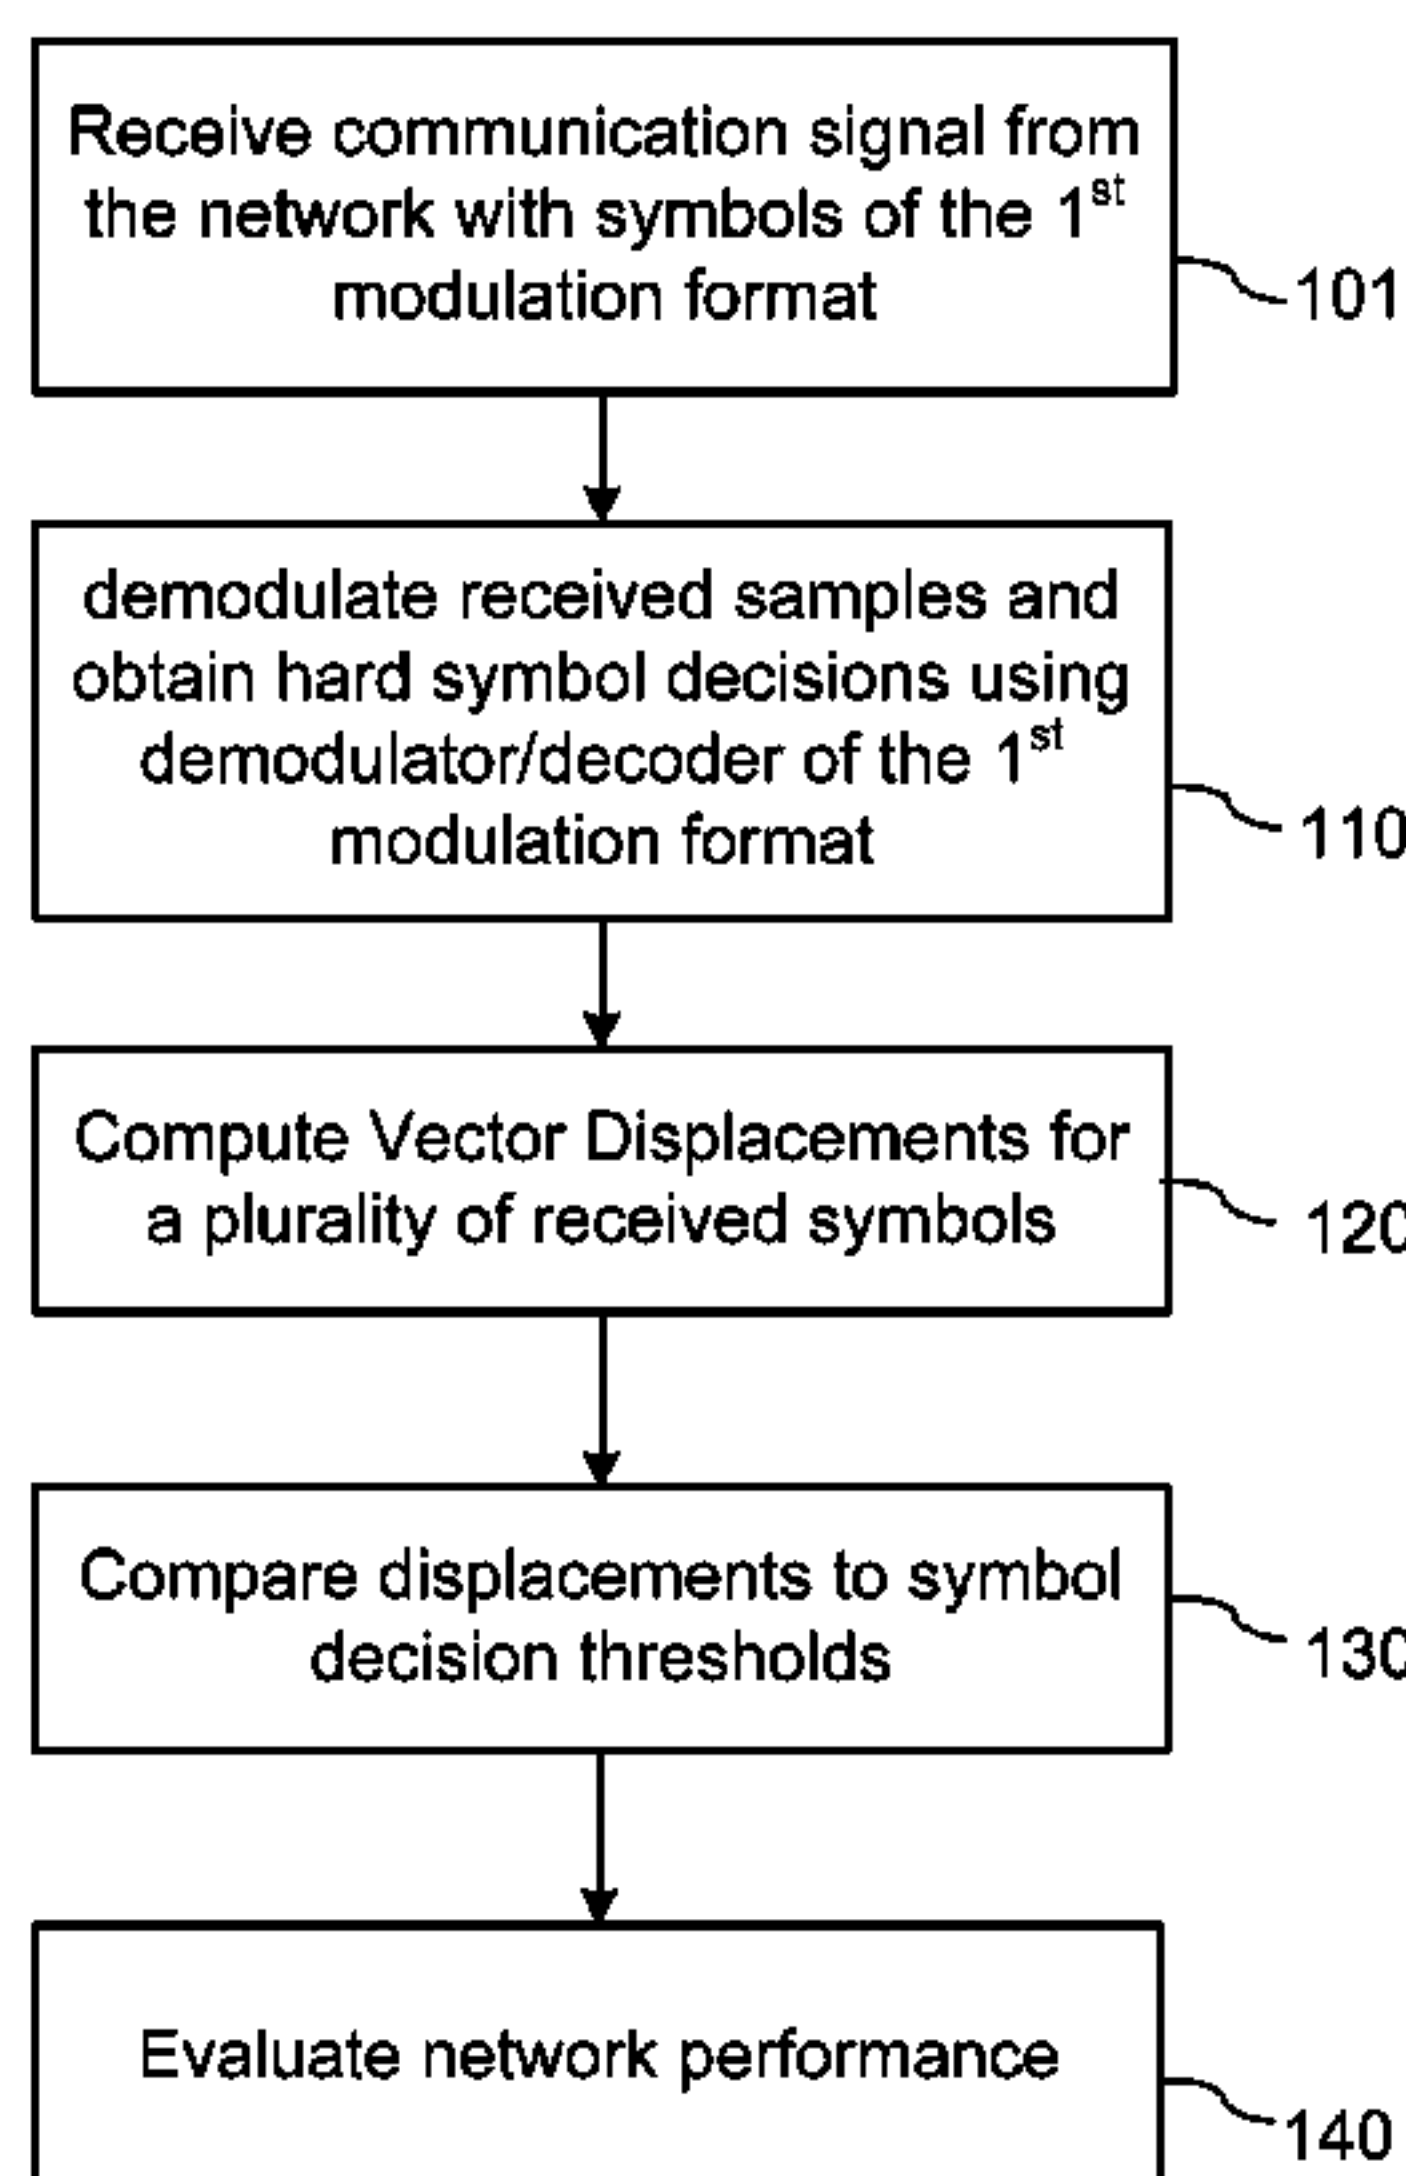 Receive communication signal from
the network with symbols of the 1st
modulation format
101
demodulate received samples and
obtain hard symbol decisions using
demodulator/decoder of the 1st
modulation format
110
Compute Vector Displacements for
a plurality of received symbols
120
Compare displacements to symbol
decision thresholds
130
Evaluate network performance
140